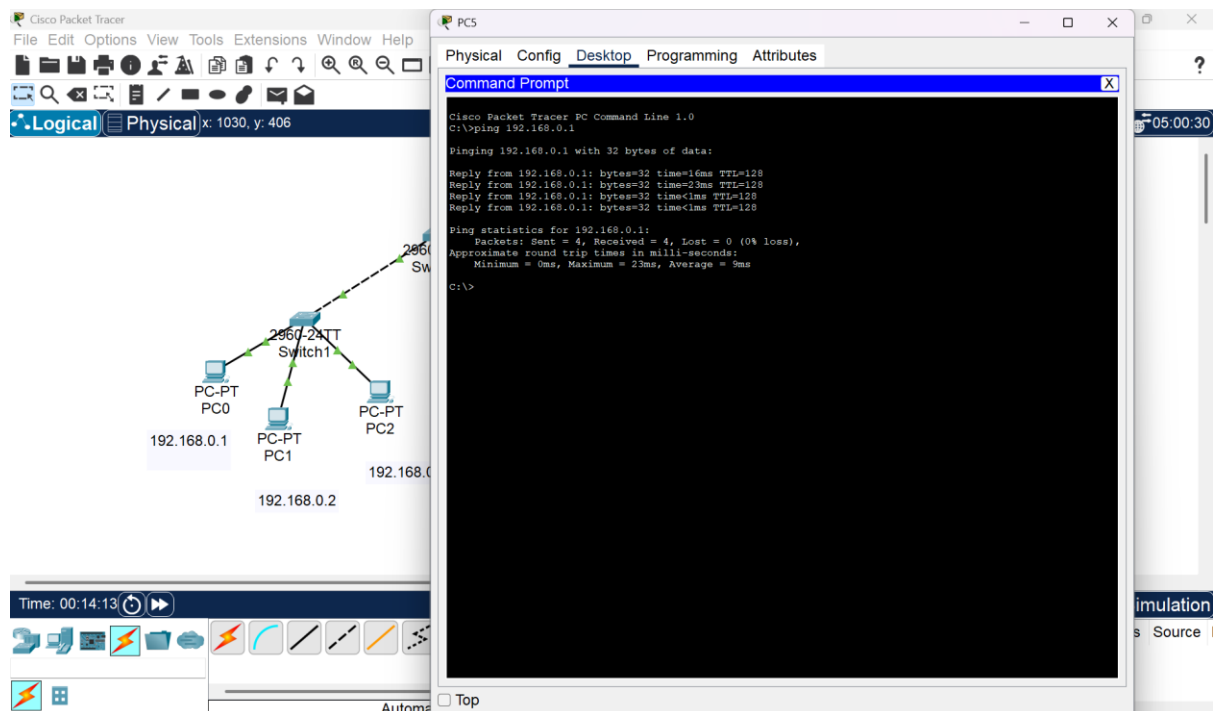 Cisco Packet Tracer
File Edit Options View Tools Extensions Window Help
Logical Physical x: 1030, y: 406
05:00:30
2960-24TT
Switch1
PC-PT
PC0
192.168.0.1
PC-PT
PC1
192.168.0.2
PC-PT
PC2
Time: 00:14:13
PC5
Physical Config Desktop Programming Attributes
Command Prompt
X
Cisco Packet Tracer PC Command Line 1.0
C:\>ping 192.168.0.1
Pinging 192.168.0.1 with 32 bytes of data:
Reply from 192.168.0.1: bytes=32 time=16ms TTL=128
Reply from 192.168.0.1: bytes=32 time=23ms TTL=128
Reply from 192.168.0.1: bytes=32 time<1ms TTL=128
Reply from 192.168.0.1: bytes=32 time<1ms TTL=128
Ping statistics for 192.168.0.1:
Packets: Sent = 4, Received = 4, Lost = 0 (0% loss),
Approximate round trip times in milli-seconds:
Minimum = 0ms, Maximum = 23ms, Average = 9ms
C:\>
Top
?
Source